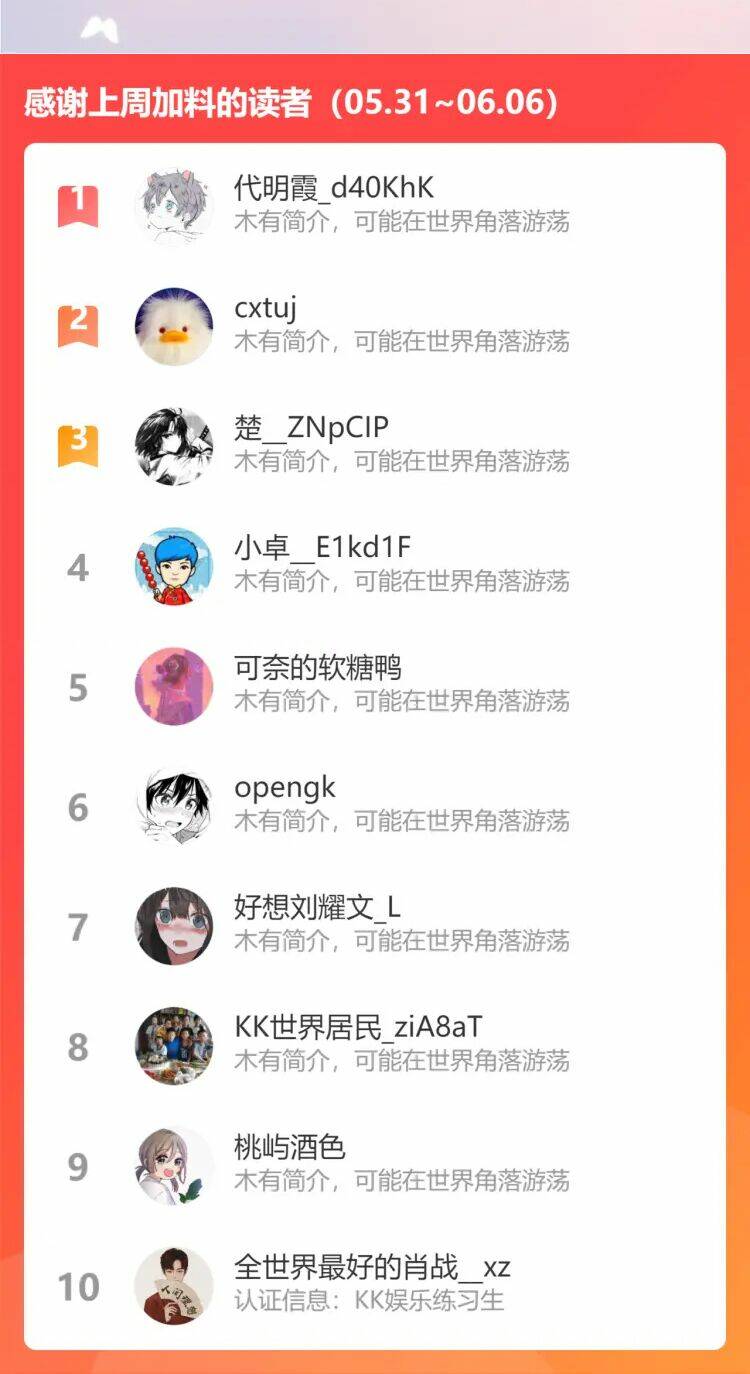 感谢上周加料的读者（05.31~06.06）
1
代明霞_d40KhK
木有简介，可能在世界角落游荡
2
cxtuj
木有简介，可能在世界角落游荡
3
楚__ZNpCIP
木有简介，可能在世界角落游荡
4
小卓__E1kd1F
木有简介，可能在世界角落游荡
5
可奈的软糖鸭
木有简介，可能在世界角落游荡
6
opengk
木有简介，可能在世界角落游荡
7
好想刘耀文_L
木有简介，可能在世界角落游荡
8
KK世界居民_ziA8aT
木有简介，可能在世界角落游荡
9
桃屿酒色
木有简介，可能在世界角落游荡
10
全世界最好的肖战__xz
认证信息：KK娱乐练习生